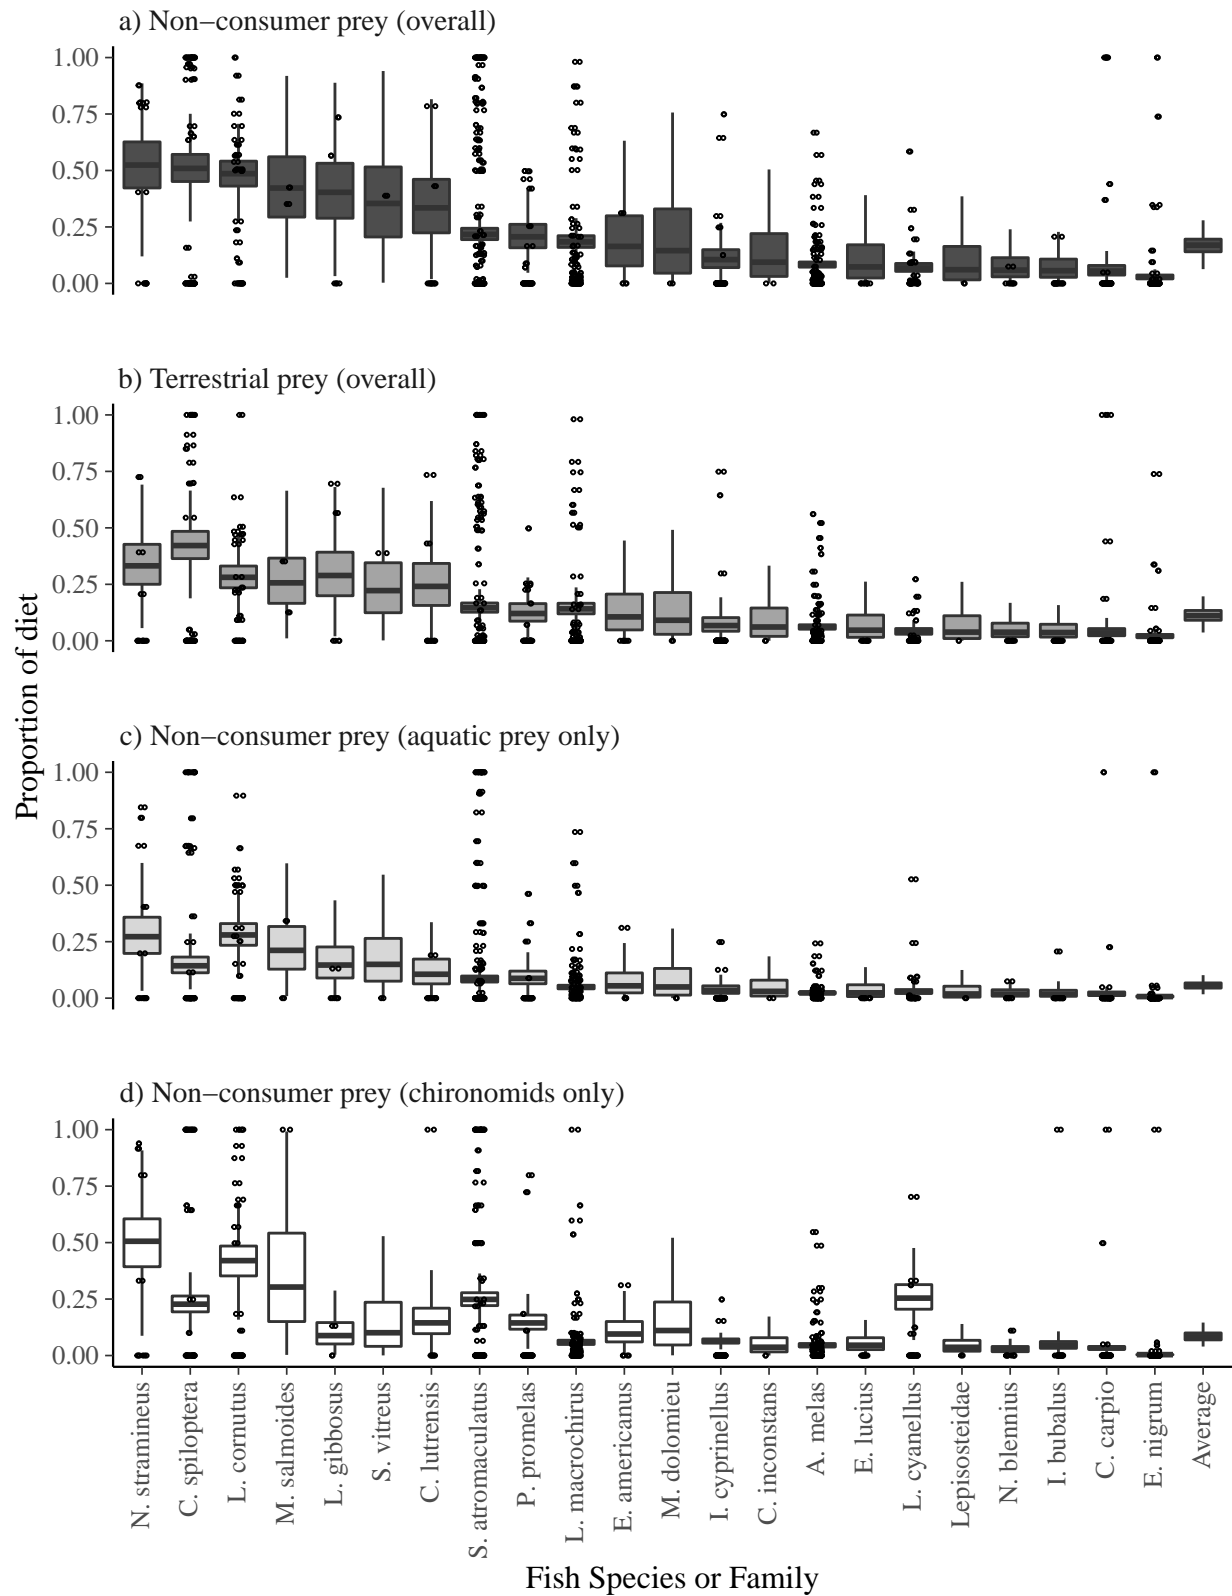 a) Non−consumer prey (overall)
1.00
0.75
0.50
0.25
0.00
b) Terrestrial prey (overall)
1.00
0.75
0.50
0.25
0.00
c) Non−consumer prey (aquatic prey only)
1.00
0.75
0.50
0.25
0.00
d) Non−consumer prey (chironomids only)
1.00
0.75
0.50
0.25
0.00
Proportion of diet
N. stramineus
C. spiloptera
L. cornutus
M. salmoides
L. gibbosus
S. vitreus
C. lutrensis
S. atromaculatus
P. promelas
L. macrochirus
E. americanus
M. dolomieu
I. cyprinellus
C. inconstans
A. melas
E. lucius
L. cyanellus
Lepisosteidae
N. blennius
I. bubalus
C. carpio
E. nigrum
Average
Fish Species or Family